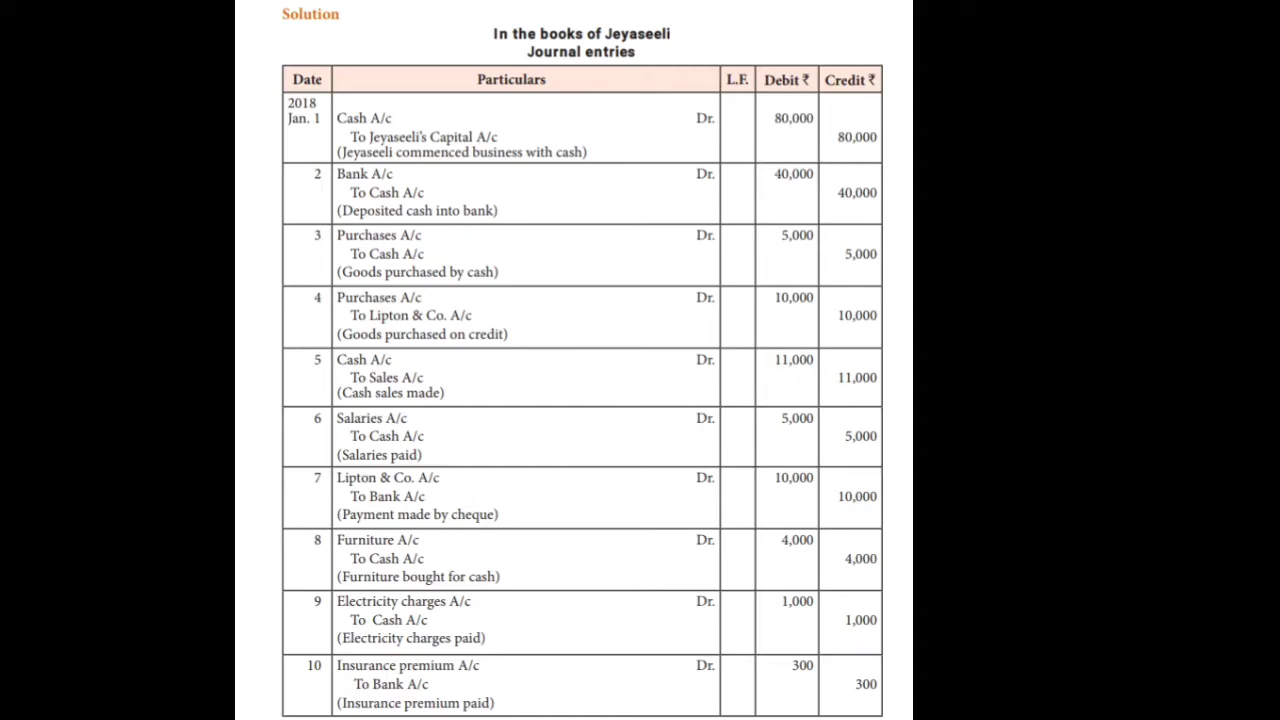 Solution
In the books of Jeyaseeli
Journal entries
Date Particulars L.F. Debit ₹ Credit ₹
2018
Jan. 1 Cash A/c Dr. 80,000
To Jeyaseeli's Capital A/c 80,000
(Jeyaseeli commenced business with cash)
2 Bank A/c Dr. 40,000
To Cash A/c 40,000
(Deposited cash into bank)
3 Purchases A/c Dr. 5,000
To Cash A/c 5,000
(Goods purchased by cash)
4 Purchases A/c Dr. 10,000
To Lipton & Co. A/c 10,000
(Goods purchased on credit)
5 Cash A/c Dr. 11,000
To Sales A/c 11,000
(Cash sales made)
6 Salaries A/c Dr. 5,000
To Cash A/c 5,000
(Salaries paid)
7 Lipton & Co. A/c Dr. 10,000
To Bank A/c 10,000
(Payment made by cheque)
8 Furniture A/c Dr. 4,000
To Cash A/c 4,000
(Furniture bought for cash)
9 Electricity charges A/c Dr. 1,000
To Cash A/c 1,000
(Electricity charges paid)
10 Insurance premium A/c Dr. 300
To Bank A/c 300
(Insurance premium paid)